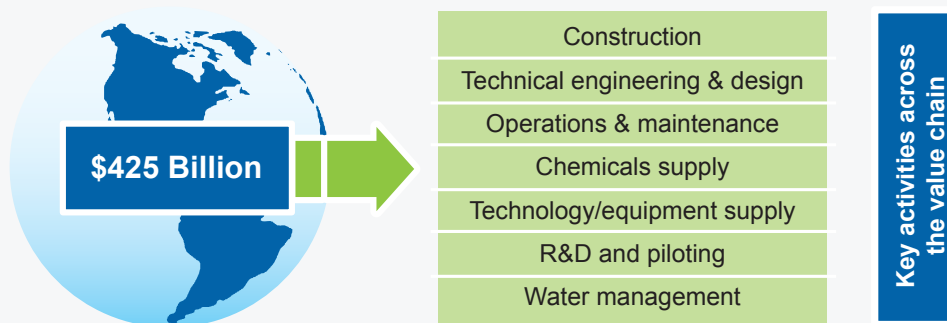 $425 Billion
Construction
Technical engineering & design
Operations & maintenance
Chemicals supply
Technology/equipment supply
R&D and piloting
Water management
Key activities across
the value chain